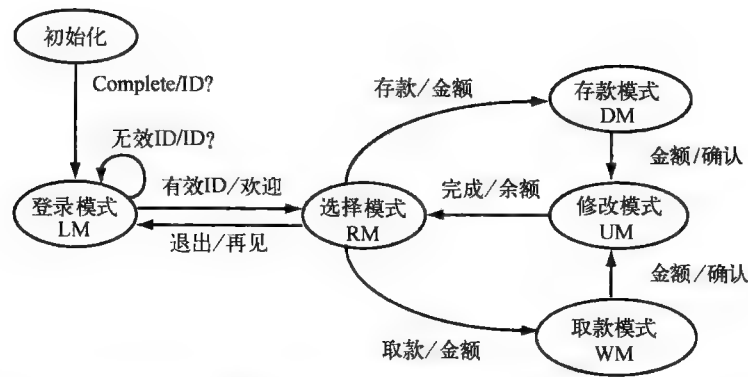 初始化
Complete/ID?
无效ID/ID?
登录模式
LM
有效ID/欢迎
退出/再见
选择模式
RM
存款/金额
存款模式
DM
金额/确认
完成/余额
修改模式
UM
金额/确认
取款/金额
取款模式
WM